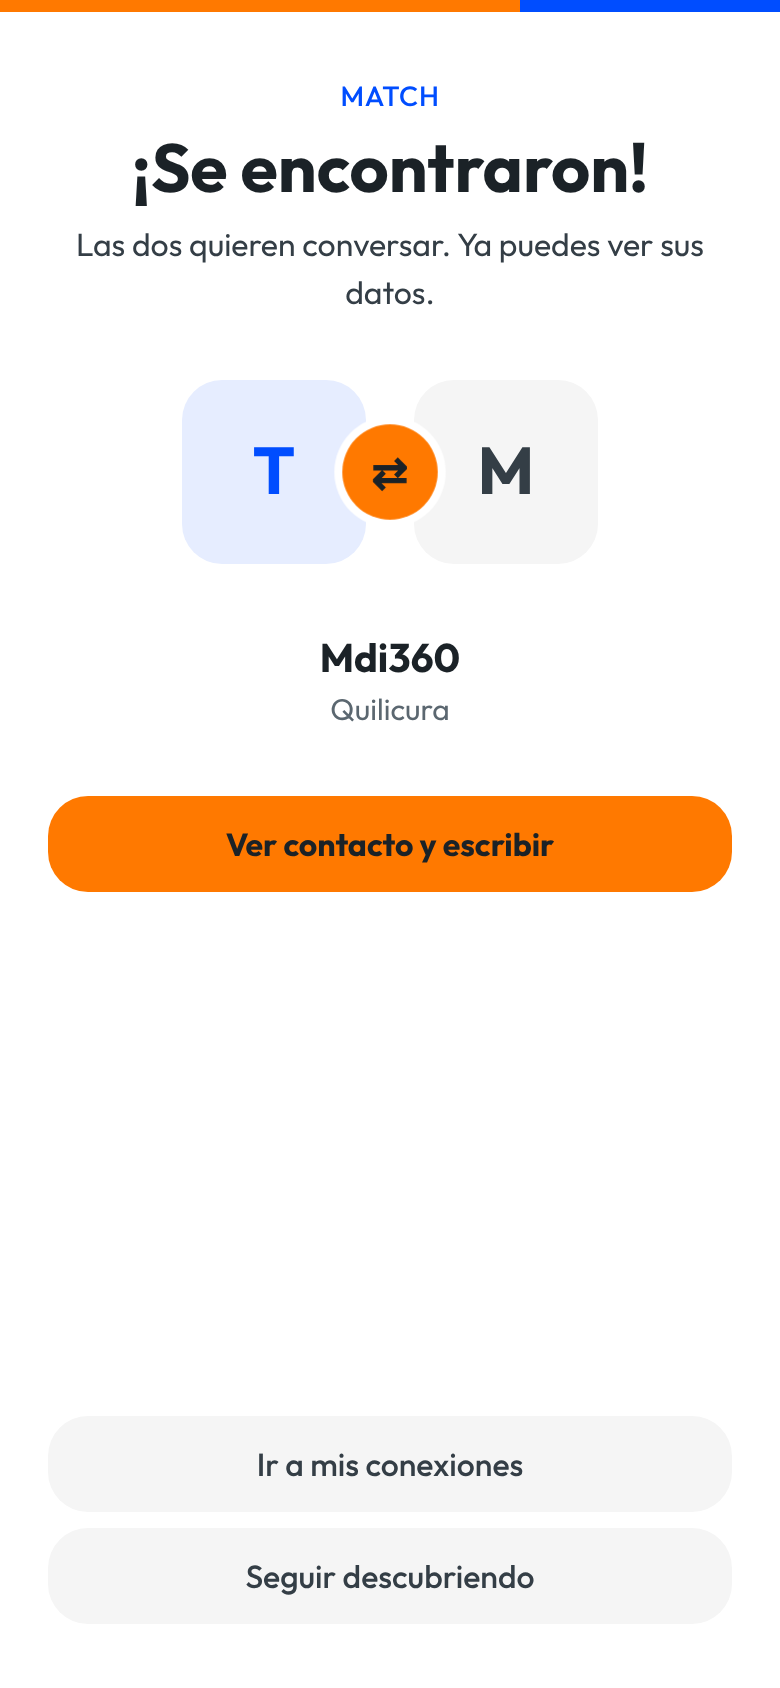 MATCH
¡Se encontraron!
Las dos quieren conversar. Ya puedes ver sus
datos.
T
M
Mdi360
Quilicura
Ver contacto y escribir
Ir a mis conexiones
Seguir descubriendo